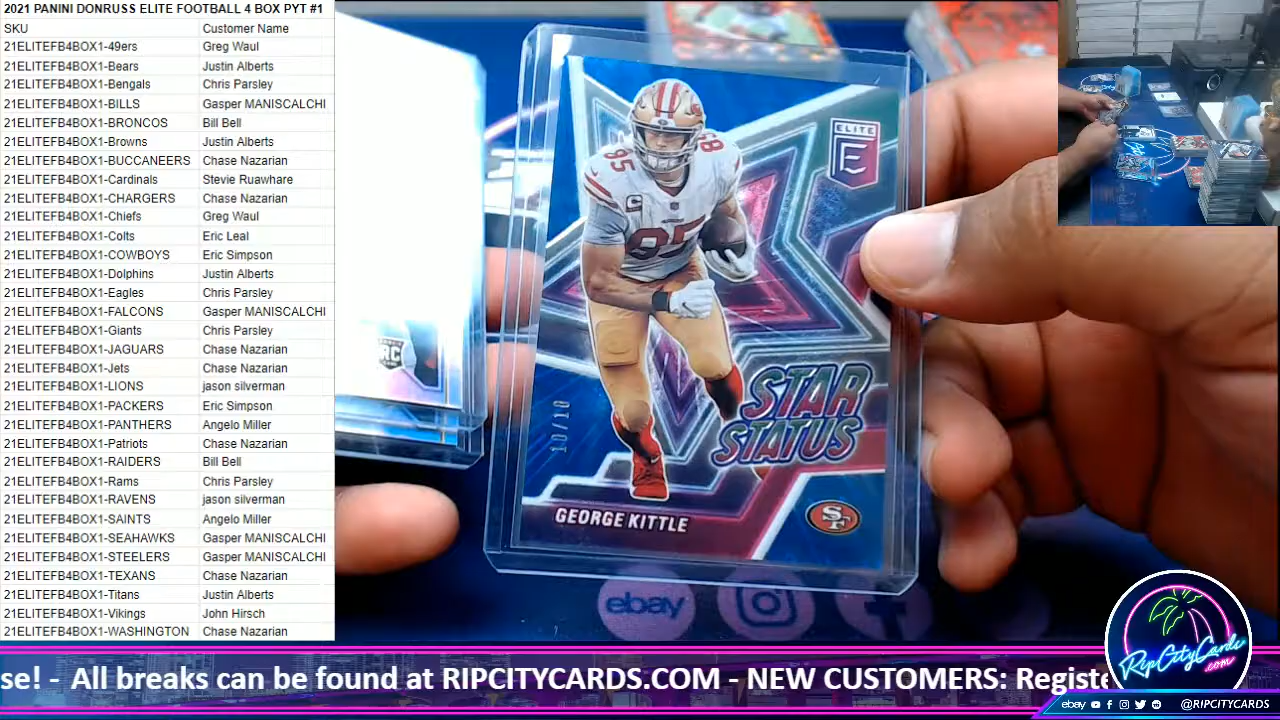 2021 PANINI DONRUSS ELITE FOOTBALL 4 BOX PYT #1
SKU Customer Name
21ELITEFB4BOX1-49ers Greg Waul
21ELITEFB4BOX1-Bears Justin Alberts
21ELITEFB4BOX1-Bengals Chris Parsley
21ELITEFB4BOX1-BILLS Gasper MANISCALCHI
21ELITEFB4BOX1-BRONCOS Bill Bell
21ELITEFB4BOX1-Browns Justin Alberts
21ELITEFB4BOX1-BUCCANEERS Chase Nazarian
21ELITEFB4BOX1-Cardinals Stevie Ruawhare
21ELITEFB4BOX1-CHARGERS Chase Nazarian
21ELITEFB4BOX1-Chiefs Greg Waul
21ELITEFB4BOX1-Colts Eric Leal
21ELITEFB4BOX1-COWBOYS Eric Simpson
21ELITEFB4BOX1-Dolphins Justin Alberts
21ELITEFB4BOX1-Eagles Chris Parsley
21ELITEFB4BOX1-FALCONS Gasper MANISCALCHI
21ELITEFB4BOX1-Giants Chris Parsley
21ELITEFB4BOX1-JAGUARS Chase Nazarian
21ELITEFB4BOX1-Jets Chase Nazarian
21ELITEFB4BOX1-LIONS jason silverman
21ELITEFB4BOX1-PACKERS Eric Simpson
21ELITEFB4BOX1-PANTHERS Angelo Miller
21ELITEFB4BOX1-Patriots Chase Nazarian
21ELITEFB4BOX1-RAIDERS Bill Bell
21ELITEFB4BOX1-Rams Chris Parsley
21ELITEFB4BOX1-RAVENS jason silverman
21ELITEFB4BOX1-SAINTS Angelo Miller
21ELITEFB4BOX1-SEAHAWKS Gasper MANISCALCHI
21ELITEFB4BOX1-STEELERS Gasper MANISCALCHI
21ELITEFB4BOX1-TEXANS Chase Nazarian
21ELITEFB4BOX1-Titans Justin Alberts
21ELITEFB4BOX1-Vikings John Hirsch
21ELITEFB4BOX1-WASHINGTON Chase Nazarian
RC
ELITE
E
85
85
C
85
10/10
STAR
STATUS
GEORGE KITTLE
SF
ebay
se! - All breaks can be found at RIPCITYCARDS.COM - NEW CUSTOMERS: Registe
RipCityCards
.com
ebay @RIPCITYCARDS